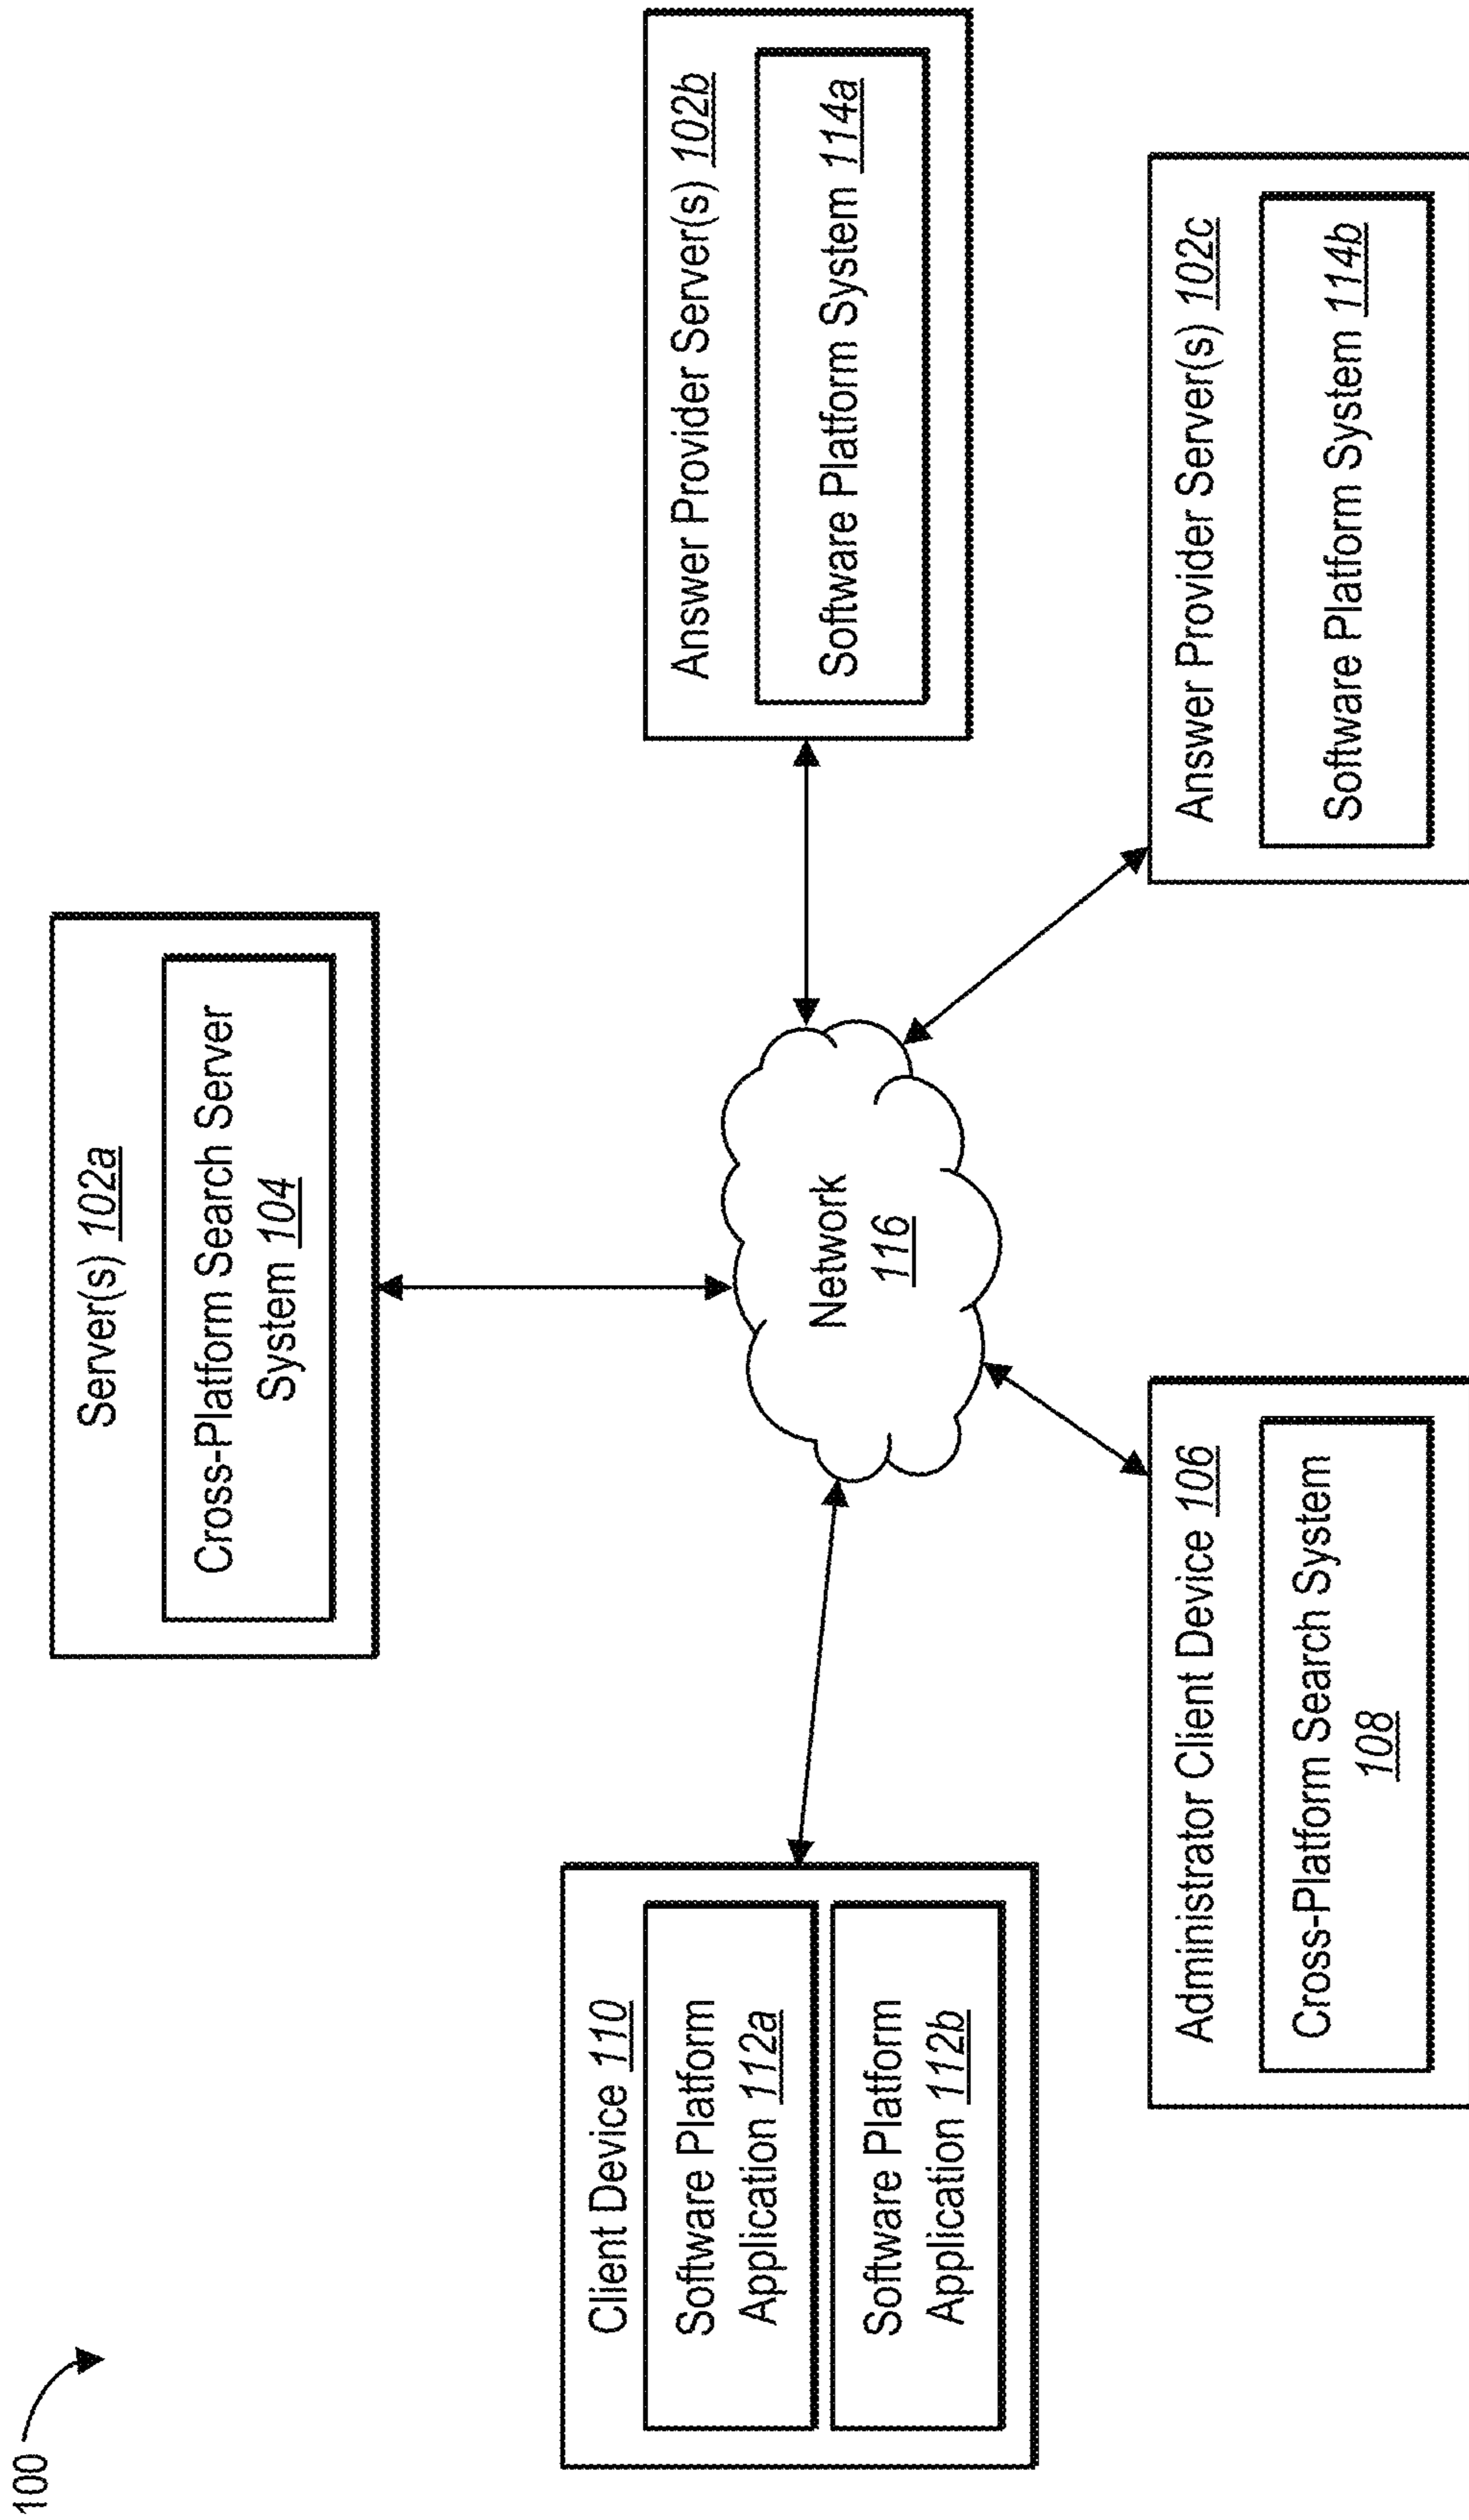 100
Server(s) 102a
Cross-Platform Search Server
System 104
Client Device 110
Software Platform
Application 112a
Software Platform
Application 112b
Network
116
Answer Provider Server(s) 102b
Software Platform System 114a
Administrator Client Device 106
Cross-Platform Search System
108
Answer Provider Server(s) 102c
Software Platform System 114b